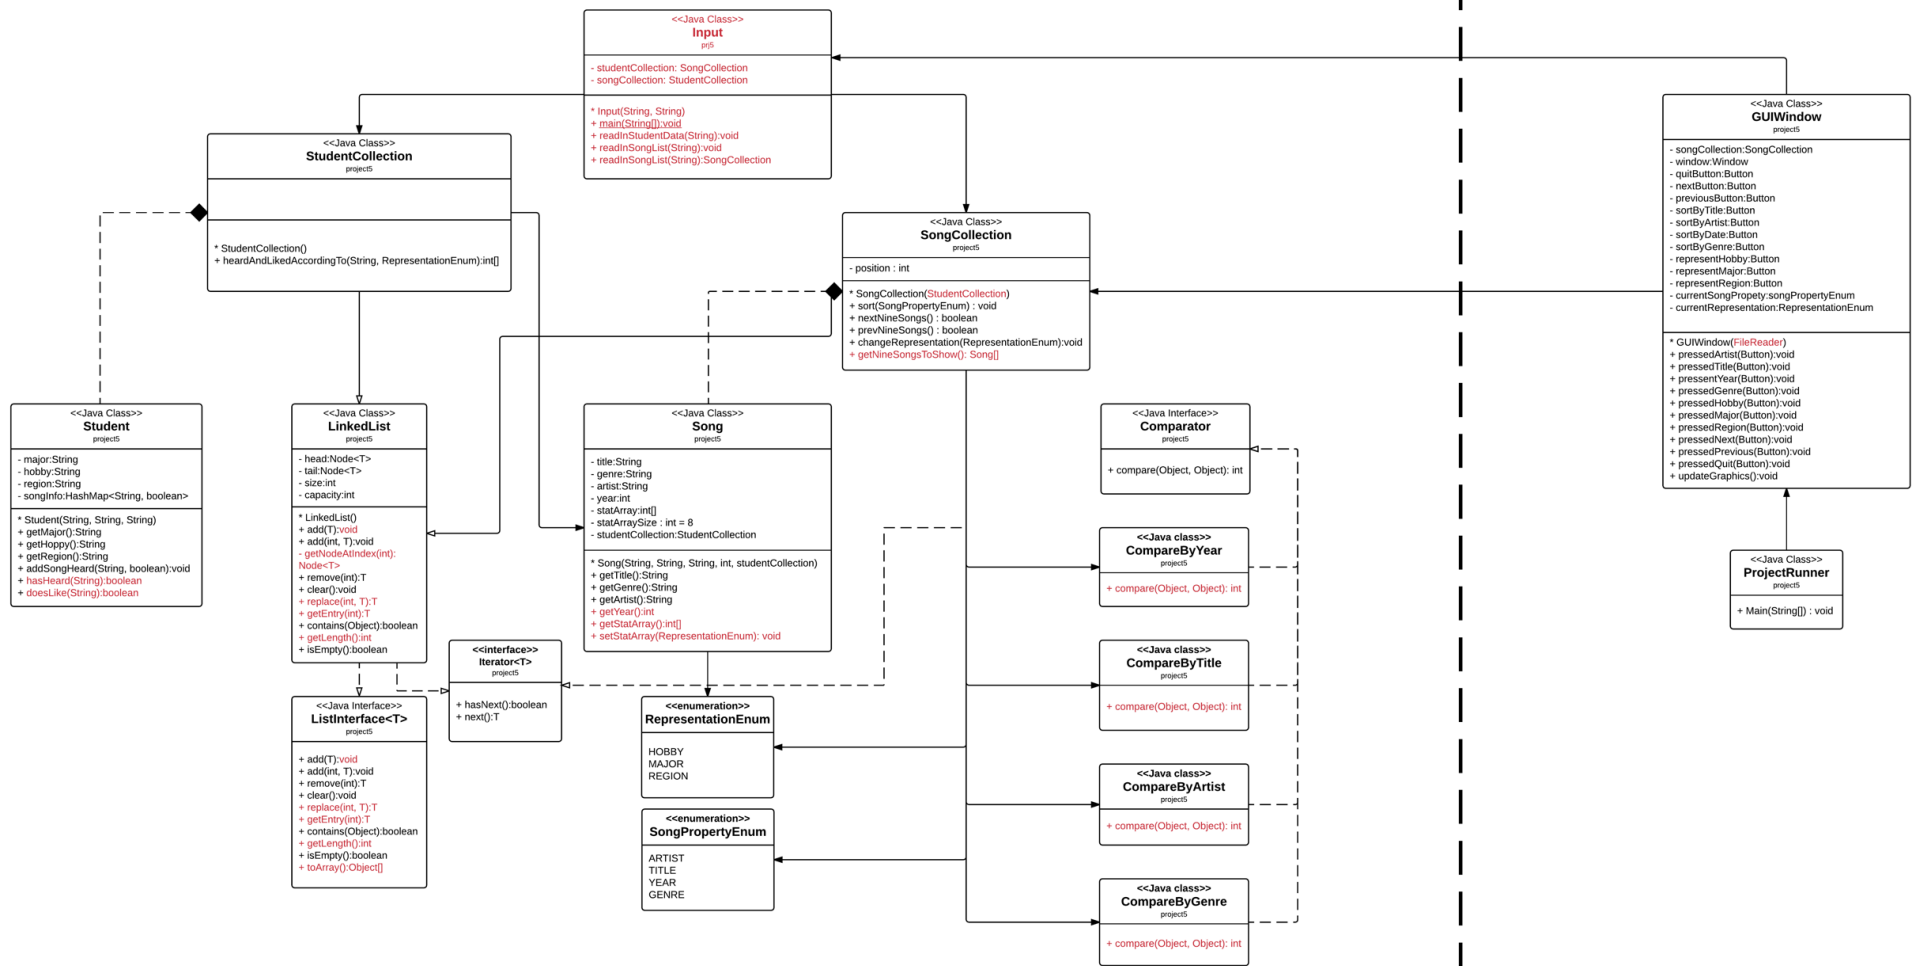 <<Java Class>>
Input
prj5
- studentCollection: SongCollection
- songCollection: StudentCollection
* Input(String, String)
+ main(String[]):void
+ readInStudentData(String):void
+ readInSongList(String):void
+ readInSongList(String):SongCollection
<<Java Class>>
StudentCollection
project5
* StudentCollection()
+ heardAndLikedAccordingTo(String, RepresentationEnum):int[]
<<Java Class>>
SongCollection
project5
- position : int
* SongCollection(StudentCollection)
+ sort(SongPropertyEnum) : void
+ nextNineSongs() : boolean
+ prevNineSongs() : boolean
+ changeRepresentation(RepresentationEnum):void
+ getNineSongsToShow(): Song[]
<<Java Class>>
GUIWindow
project5
- songCollection:SongCollection
- window:Window
- quitButton:Button
- nextButton:Button
- previousButton:Button
- sortByTitle:Button
- sortByArtist:Button
- sortByDate:Button
- sortByGenre:Button
- representHobby:Button
- representMajor:Button
- representRegion:Button
- currentSongPropety:songPropertyEnum
- currentRepresentation:RepresentationEnum
* GUIWindow(FileReader)
+ pressedArtist(Button):void
+ pressedTitle(Button):void
+ pressentYear(Button):void
+ pressedGenre(Button):void
+ pressedHobby(Button):void
+ pressedMajor(Button):void
+ pressedRegion(Button):void
+ pressedNext(Button):void
+ pressedPrevious(Button):void
+ pressedQuit(Button):void
+ updateGraphics():void
<<Java Class>>
Student
project5
- major:String
- hobby:String
- region:String
- songInfo:HashMap<String, boolean>
* Student(String, String, String)
+ getMajor():String
+ getHoppy():String
+ getRegion():String
+ addSongHeard(String, boolean):void
+ hasHeard(String):boolean
+ doesLike(String):boolean
<<Java Class>>
LinkedList
project5
- head:Node<T>
- tail:Node<T>
- size:int
- capacity:int
* LinkedList()
+ add(T):void
+ add(int, T):void
- getNodeAtIndex(int):
Node<T>
+ remove(int):T
+ clear():void
+ replace(int, T):T
+ getEntry(int):T
+ contains(Object):boolean
+ getLength():int
+ isEmpty():boolean
<<Java Class>>
Song
project5
- title:String
- genre:String
- artist:String
- year:int
- statArray:int[]
- statArraySize : int = 8
- studentCollection:StudentCollection
* Song(String, String, String, int, studentCollection)
+ getTitle():String
+ getGenre():String
+ getArtist():String
+ getYear():int
+ getStatArray():int[]
+ setStatArray(RepresentationEnum): void
<<Java Interface>>
Comparator
project5
+ compare(Object, Object): int
<<Java class>>
CompareByYear
project5
+ compare(Object, Object): int
<<Java Class>>
ProjectRunner
project5
+ Main(String[]) : void
<<interface>>
Iterator<T>
project5
+ hasNext():boolean
+ next():T
<<Java class>>
CompareByTitle
project5
+ compare(Object, Object): int
<<Java Interface>>
ListInterface<T>
project5
+ add(T):void
+ add(int, T):void
+ remove(int):T
+ clear():void
+ replace(int, T):T
+ getEntry(int):T
+ contains(Object):boolean
+ getLength():int
+ isEmpty():boolean
+ toArray():Object[]
<<enumeration>>
RepresentationEnum
HOBBY
MAJOR
REGION
<<Java class>>
CompareByArtist
project5
+ compare(Object, Object): int
<<enumeration>>
SongPropertyEnum
ARTIST
TITLE
YEAR
GENRE
<<Java class>>
CompareByGenre
project5
+ compare(Object, Object): int